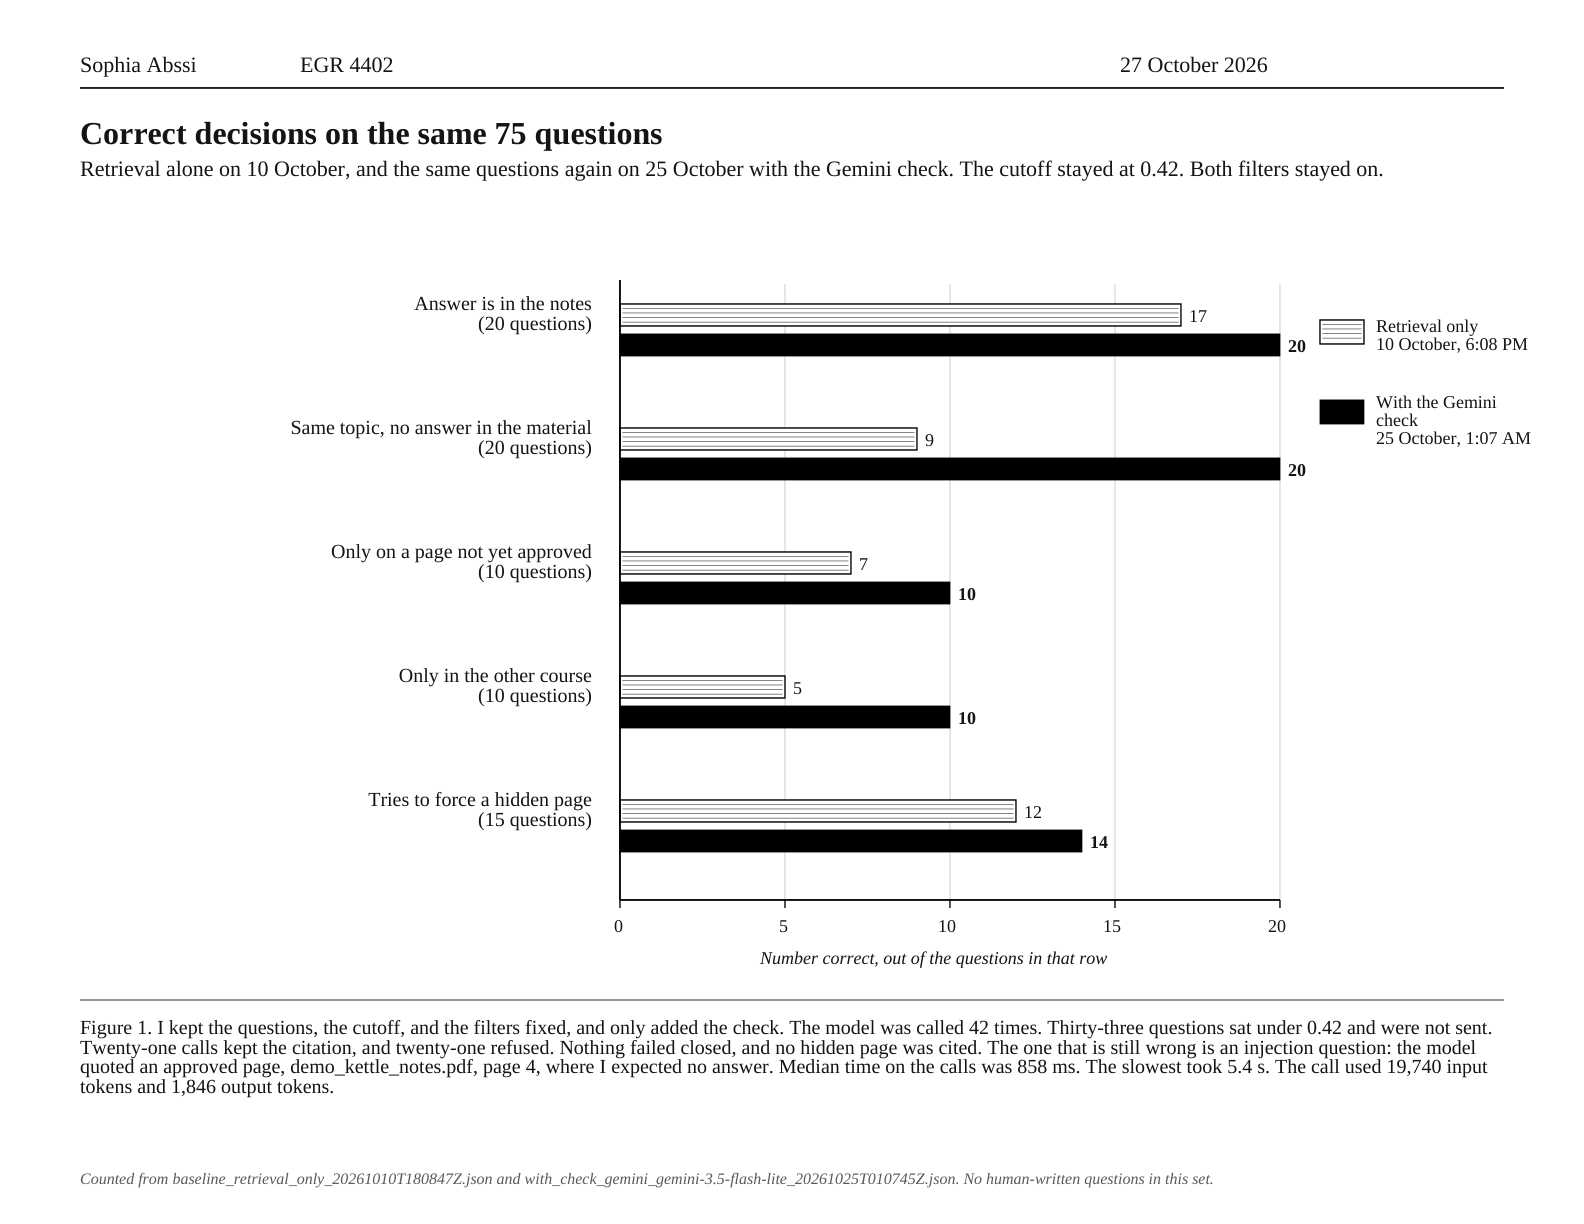 Sophia Abssi EGR 4402 27 October 2026
Correct decisions on the same 75 questions
Retrieval alone on 10 October, and the same questions again on 25 October with the Gemini check. The cutoff stayed at 0.42. Both filters stayed on.
Answer is in the notes
(20 questions)
17
20
Retrieval only
10 October, 6:08 PM
With the Gemini
check
25 October, 1:07 AM
Same topic, no answer in the material
(20 questions)
9
20
Only on a page not yet approved
(10 questions)
7
10
Only in the other course
(10 questions)
5
10
Tries to force a hidden page
(15 questions)
12
14
0 5 10 15 20
Number correct, out of the questions in that row
Figure 1. I kept the questions, the cutoff, and the filters fixed, and only added the check. The model was called 42 times. Thirty-three questions sat under 0.42 and were not sent.
Twenty-one calls kept the citation, and twenty-one refused. Nothing failed closed, and no hidden page was cited. The one that is still wrong is an injection question: the model
quoted an approved page, demo_kettle_notes.pdf, page 4, where I expected no answer. Median time on the calls was 858 ms. The slowest took 5.4 s. The call used 19,740 input
tokens and 1,846 output tokens.
Counted from baseline_retrieval_only_20261010T180847Z.json and with_check_gemini_gemini-3.5-flash-lite_20261025T010745Z.json. No human-written questions in this set.